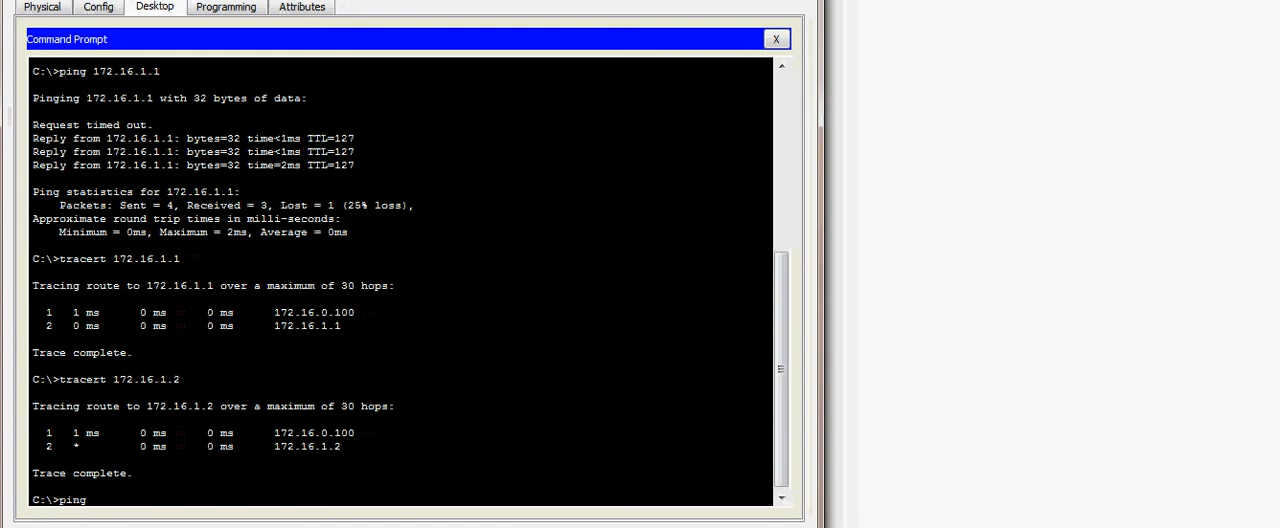 Physical Config Desktop Programming Attributes
Command Prompt X
C:\>ping 172.16.1.1
Pinging 172.16.1.1 with 32 bytes of data:
Request timed out.
Reply from 172.16.1.1: bytes=32 time<1ms TTL=127
Reply from 172.16.1.1: bytes=32 time<1ms TTL=127
Reply from 172.16.1.1: bytes=32 time=2ms TTL=127
Ping statistics for 172.16.1.1:
Packets: Sent = 4, Received = 3, Lost = 1 (25% loss),
Approximate round trip times in milli-seconds:
Minimum = 0ms, Maximum = 2ms, Average = 0ms
C:\>tracert 172.16.1.1
Tracing route to 172.16.1.1 over a maximum of 30 hops:
1 1 ms 0 ms 0 ms 172.16.0.100
2 0 ms 0 ms 0 ms 172.16.1.1
Trace complete.
C:\>tracert 172.16.1.2
Tracing route to 172.16.1.2 over a maximum of 30 hops:
1 1 ms 0 ms 0 ms 172.16.0.100
2 * 0 ms 0 ms 172.16.1.2
Trace complete.
C:\>ping